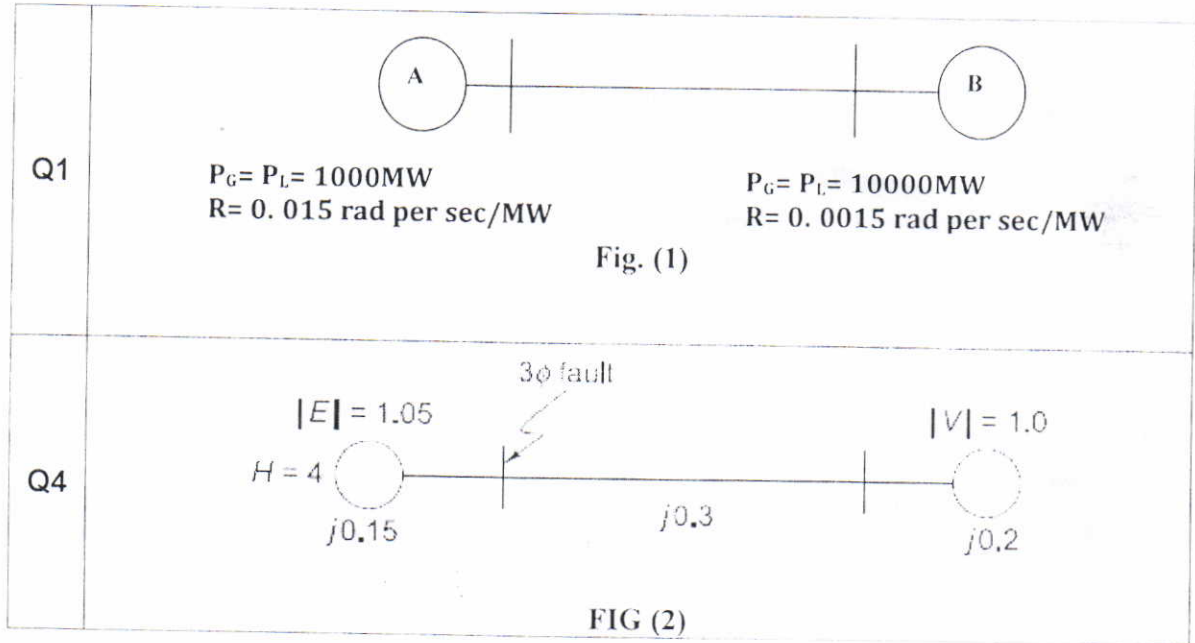 Q1
A
B
P_G= P_L= 1000MW
R= 0. 015 rad per sec/MW
P_G= P_L= 10000MW
R= 0. 0015 rad per sec/MW
Fig. (1)
Q4
3ϕ fault
|E| = 1.05
|V| = 1.0
H = 4
j0.15
j0.3
j0.2
FIG (2)